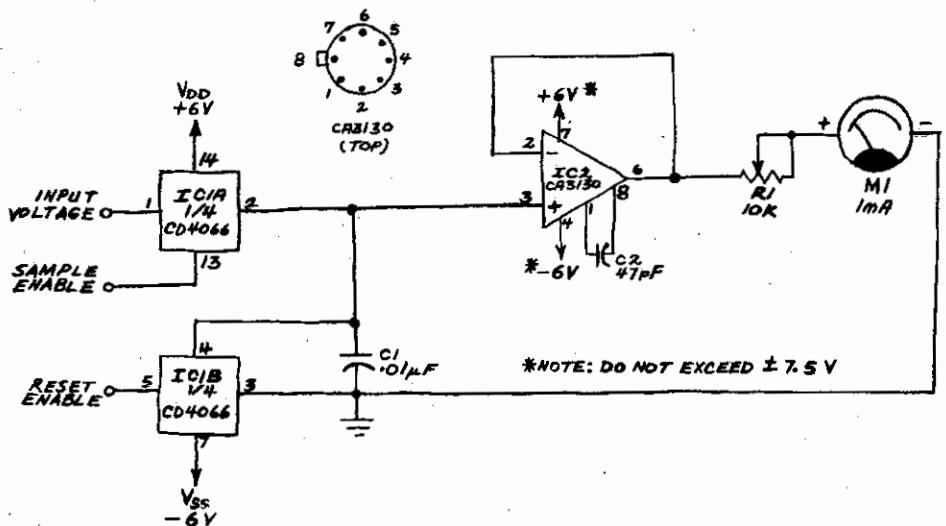 7
6
5
8
4
1
2
3
CA3130
(TOP)
VDD
+6V
14
INPUT
VOLTAGE
1
IC1A
1/4
CD4066
2
13
SAMPLE
ENABLE
+6V*
7
2
-
IC2
CA3130
6
3
+
4
1
8
*-6V
C2
47pF
R1
10K
+
-
M1
1mA
4
RESET
ENABLE
5
IC1B
1/4
CD4066
3
7
VSS
-6V
C1
.01µF
*NOTE: DO NOT EXCEED ± 7.5 V